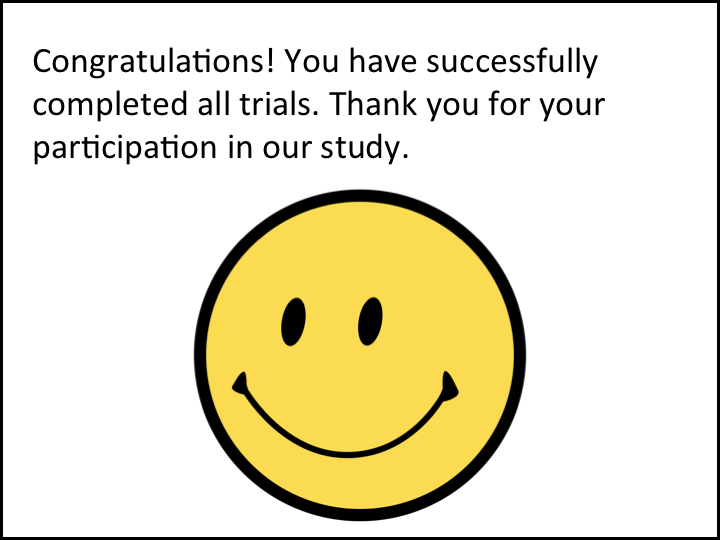 Congratulations! You have successfully
completed all trials. Thank you for your
participation in our study.